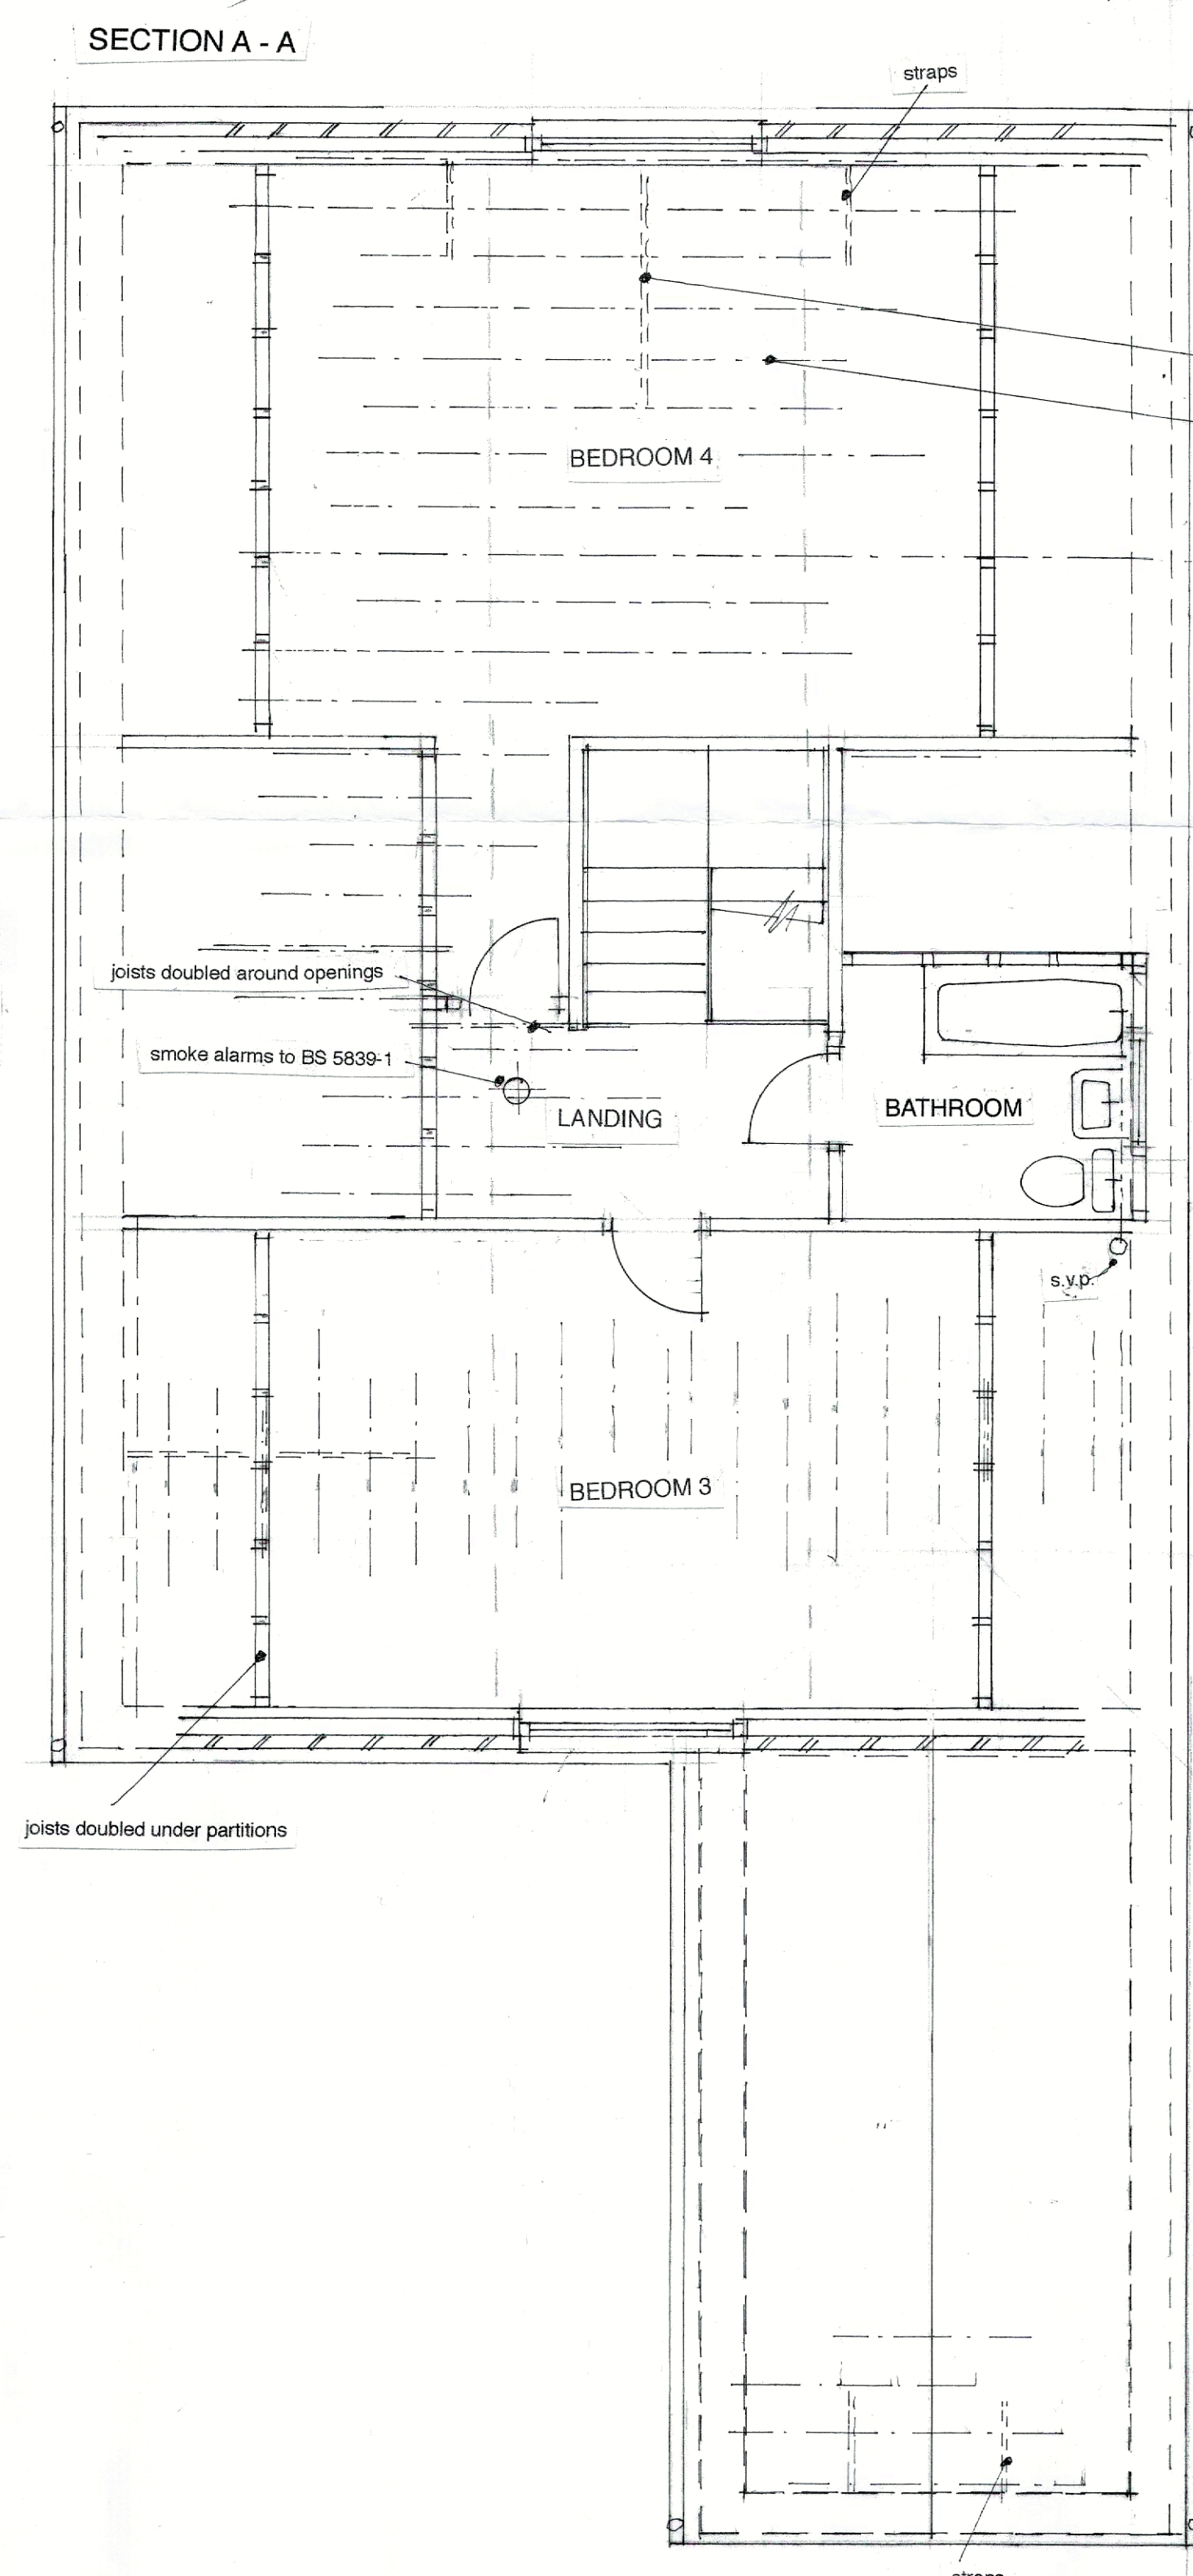 SECTION A - A
straps
BEDROOM 4
joists doubled around openings
smoke alarms to BS 5839-1
LANDING
BATHROOM
s.v.p.
BEDROOM 3
joists doubled under partitions
straps